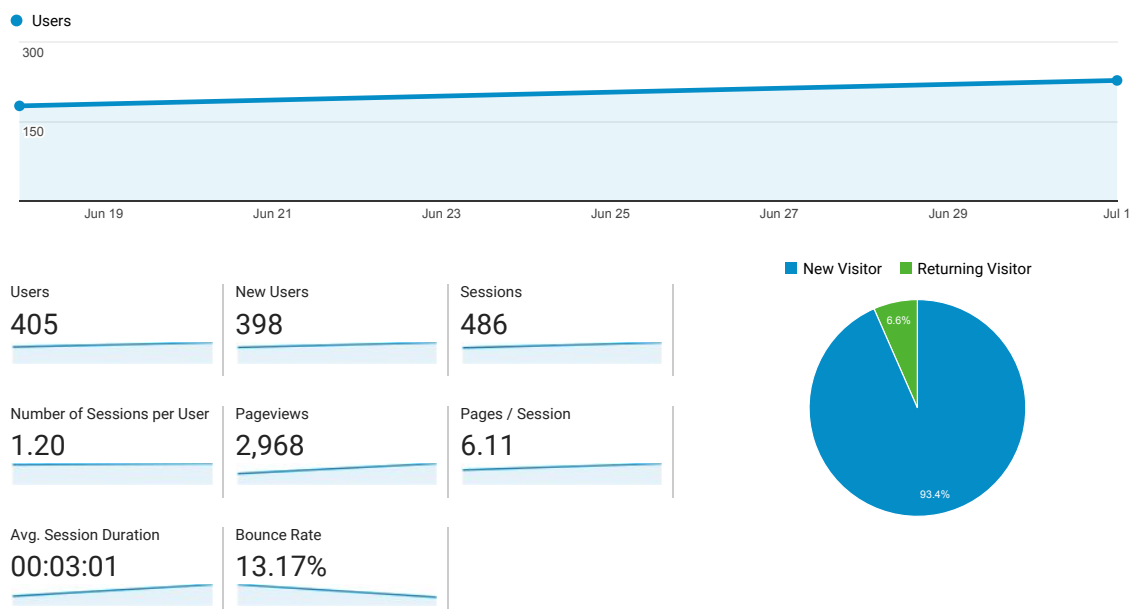 Users
300
150
Jun 19 Jun 21 Jun 23 Jun 25 Jun 27 Jun 29 Jul 1
New Visitor Returning Visitor
Users New Users Sessions
405 398 486
6.6%
Number of Sessions per User Pageviews Pages / Session
1.20 2,968 6.11
93.4%
Avg. Session Duration Bounce Rate
00:03:01 13.17%